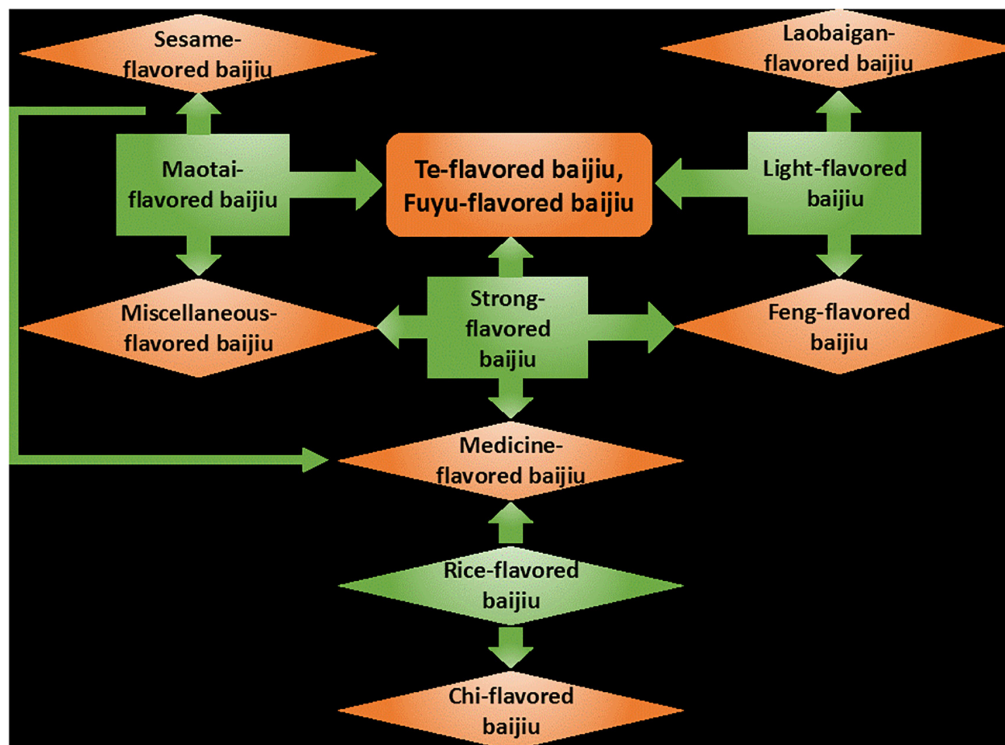 Sesame-
flavored baijiu
Laobaigan-
flavored baijiu
Maotai-
flavored baijiu
Te-flavored baijiu,
Fuyu-flavored baijiu
Light-flavored
baijiu
Miscellaneous-
flavored baijiu
Strong-
flavored
baijiu
Feng-flavored
baijiu
Medicine-
flavored baijiu
Rice-flavored
baijiu
Chi-flavored
baijiu